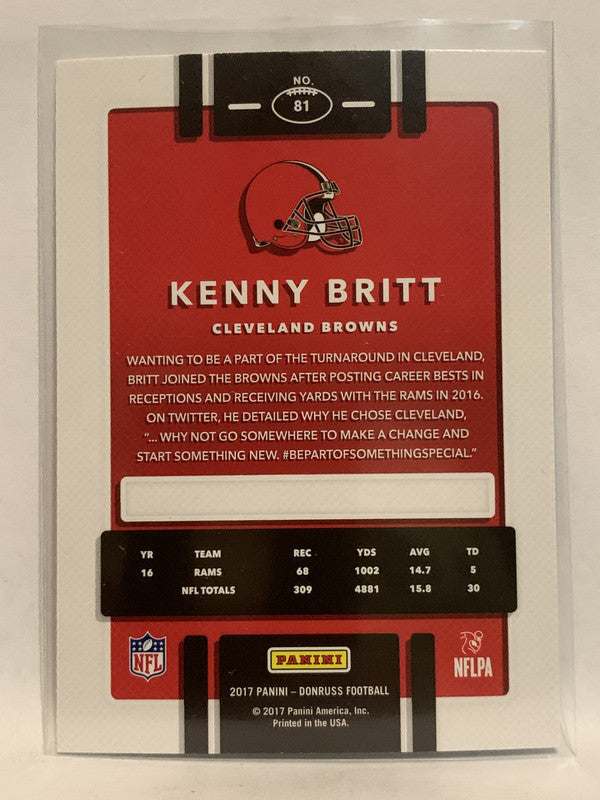 NO.
81
KENNY BRITT
CLEVELAND BROWNS
WANTING TO BE A PART OF THE TURNAROUND IN CLEVELAND,
BRITT JOINED THE BROWNS AFTER POSTING CAREER BESTS IN
RECEPTIONS AND RECEIVING YARDS WITH THE RAMS IN 2016.
ON TWITTER, HE DETAILED WHY HE CHOSE CLEVELAND,
"... WHY NOT GO SOMEWHERE TO MAKE A CHANGE AND
START SOMETHING NEW. #BEPARTOFSOMETHINGSPECIAL."
YR TEAM REC YDS AVG TD
16 RAMS 68 1002 14.7 5
NFL TOTALS 309 4881 15.8 30
NFL
PANINI
NFLPA
2017 PANINI – DONRUSS FOOTBALL
© 2017 Panini America, Inc.
Printed in the USA.